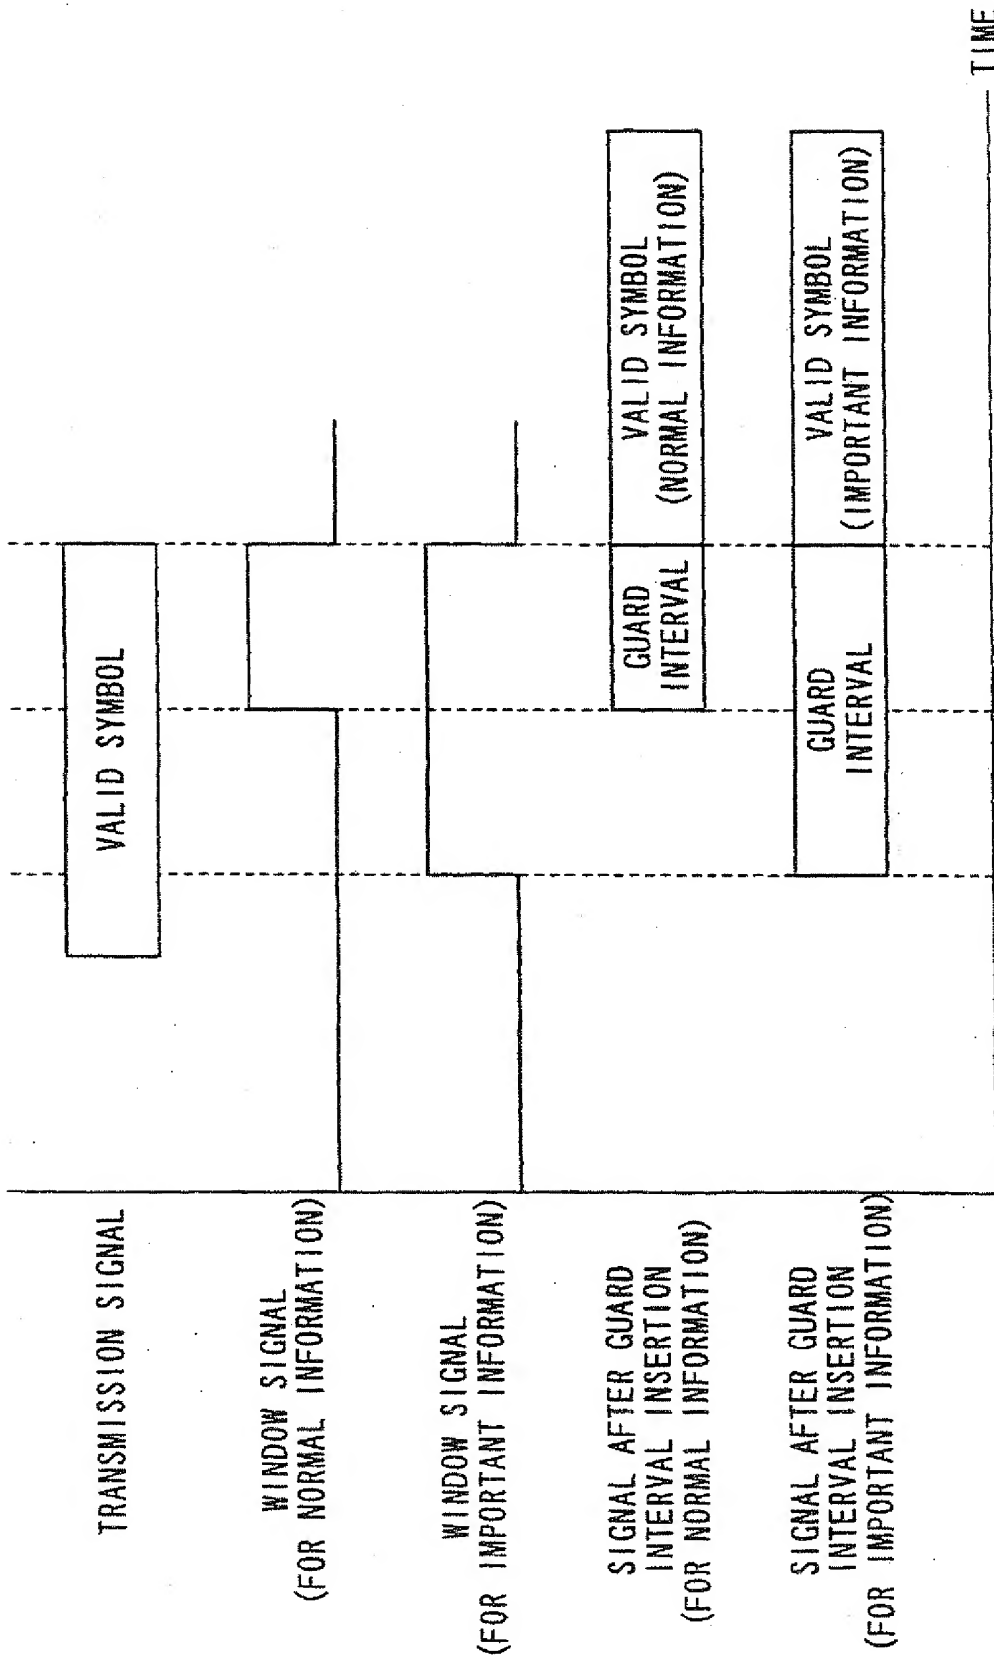 TRANSMISSION SIGNAL
VALID SYMBOL
WINDOW SIGNAL
(FOR NORMAL INFORMATION)
WINDOW SIGNAL
(FOR IMPORTANT INFORMATION)
SIGNAL AFTER GUARD
INTERVAL INSERTION
(FOR NORMAL INFORMATION)
GUARD
INTERVAL
VALID SYMBOL
(NORMAL INFORMATION)
SIGNAL AFTER GUARD
INTERVAL INSERTION
(FOR IMPORTANT INFORMATION)
GUARD
INTERVAL
VALID SYMBOL
(IMPORTANT INFORMATION)
TIME